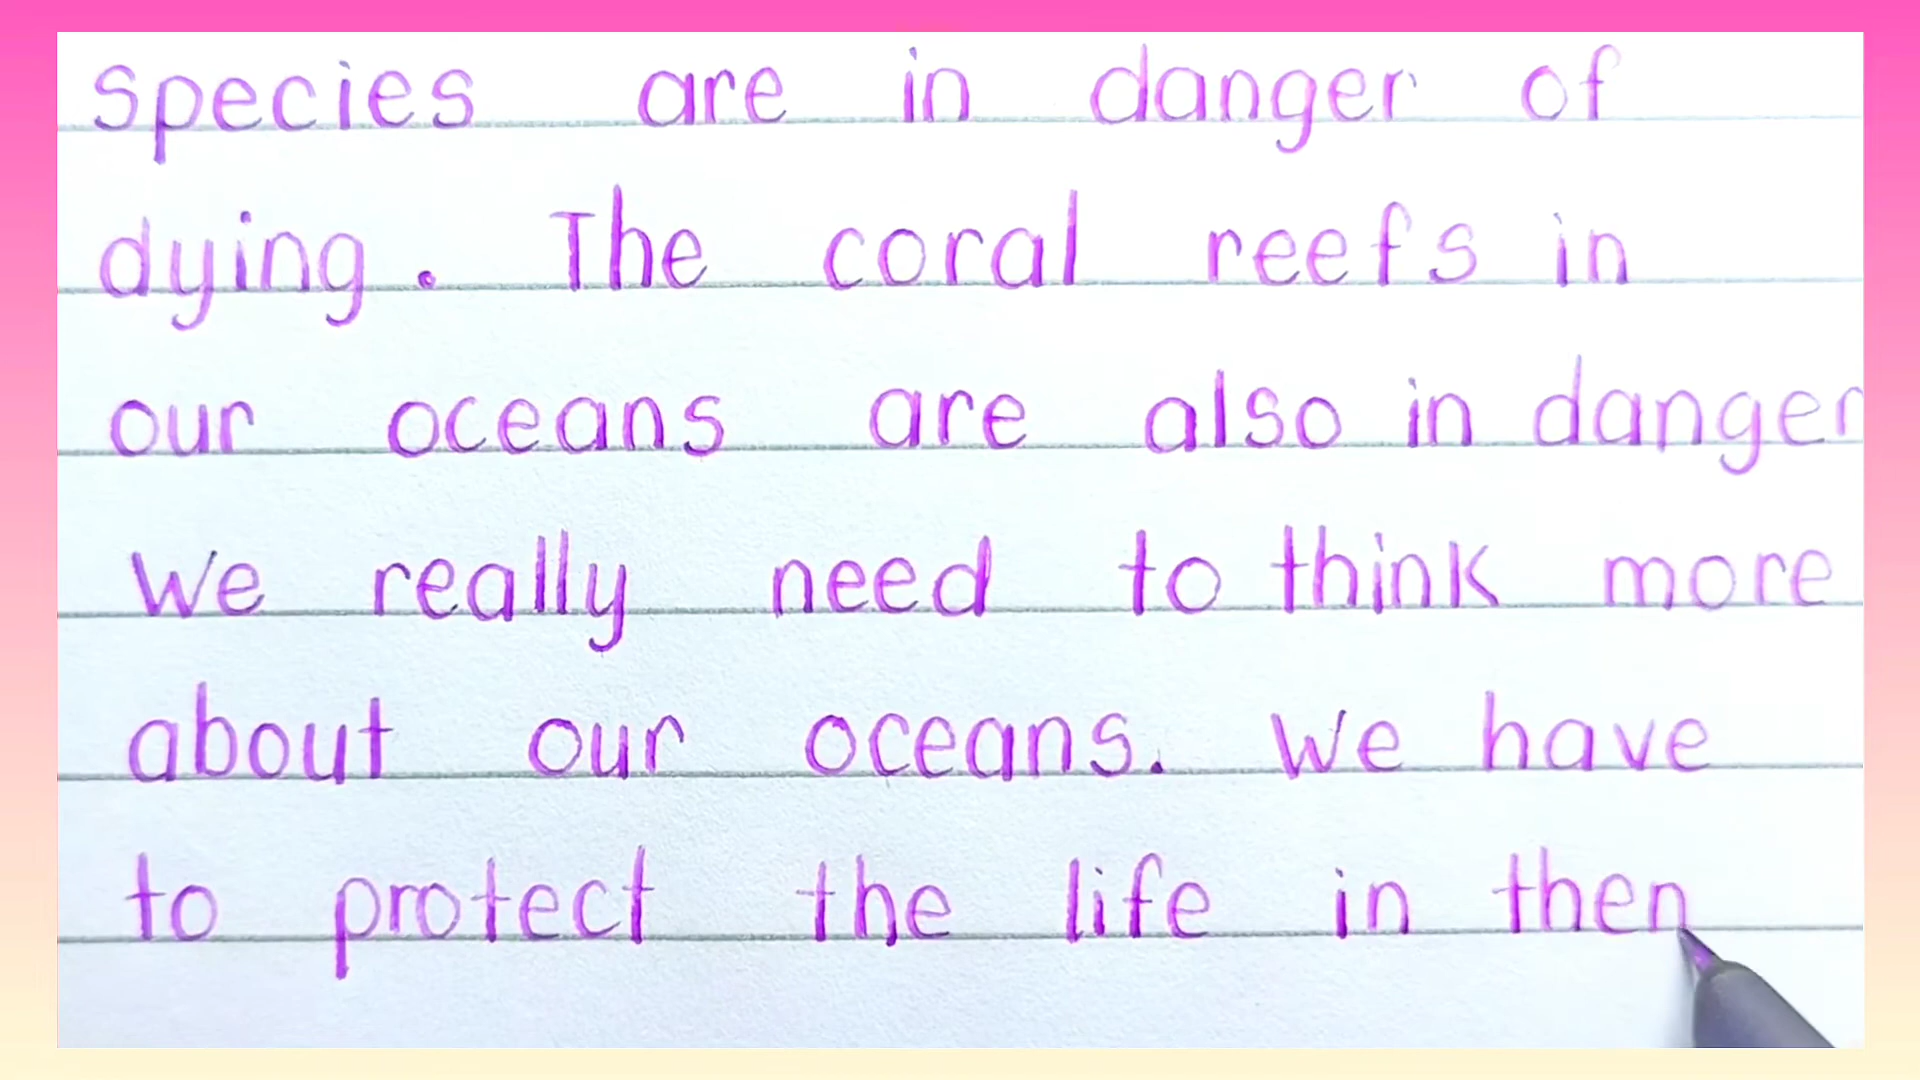 species are in danger of
dying. The coral reefs in
our oceans are also in danger
We really need to think more
about our oceans. We have
to protect the life in then